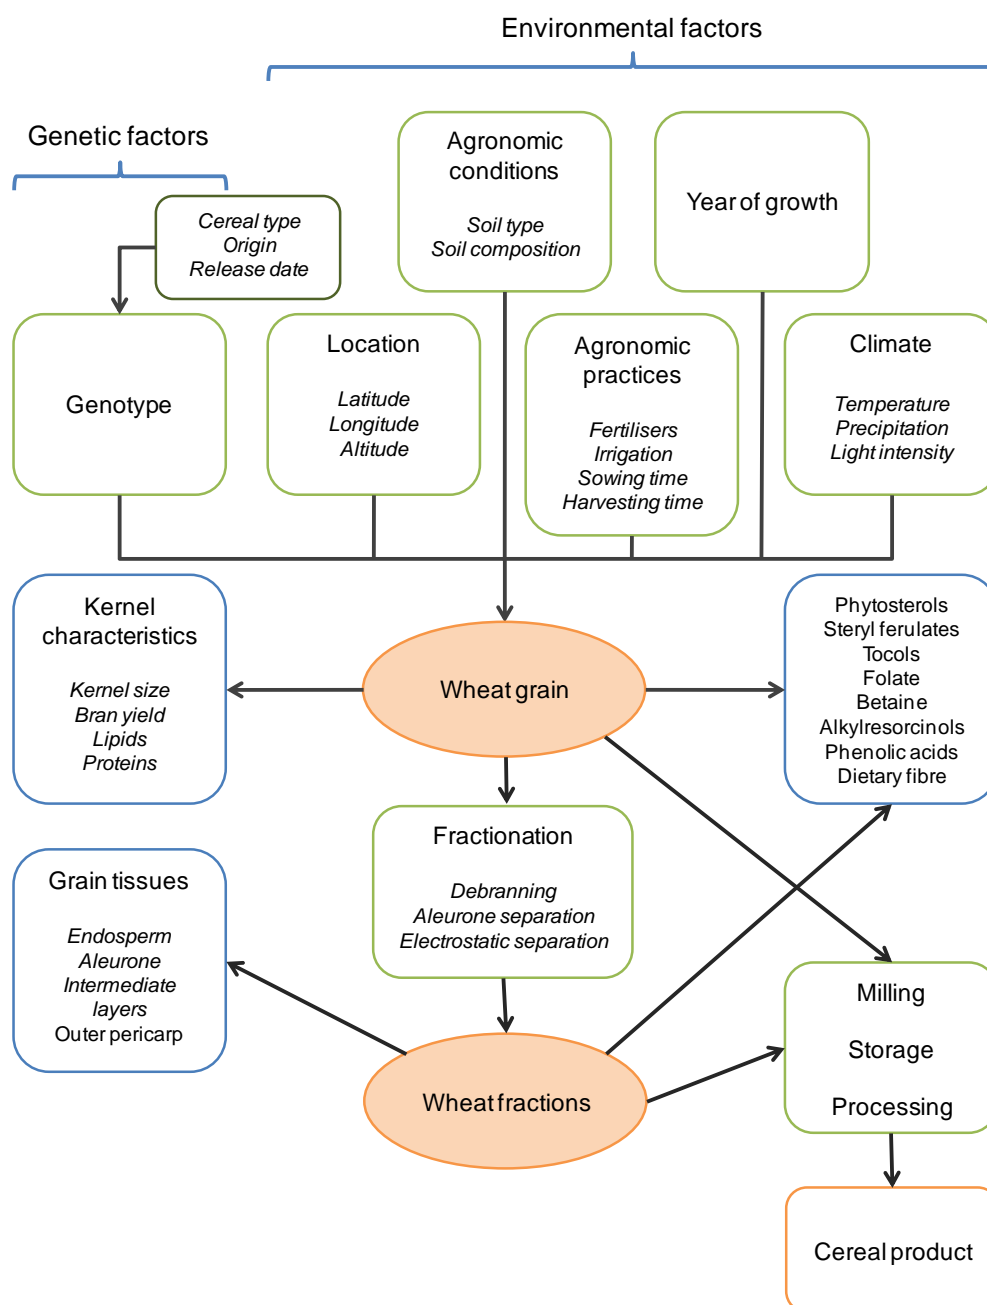 Environmental factors
Genetic factors
Cereal type
Origin
Release date
Agronomic
conditions
Soil type
Soil composition
Year of growth
Genotype
Location
Latitude
Longitude
Altitude
Agronomic
practices
Fertilisers
Irrigation
Sowing time
Harvesting time
Climate
Temperature
Precipitation
Light intensity
Kernel
characteristics
Kernel size
Bran yield
Lipids
Proteins
Wheat grain
Phytosterols
Steryl ferulates
Tocols
Folate
Betaine
Alkylresorcinols
Phenolic acids
Dietary fibre
Fractionation
Debranning
Aleurone separation
Electrostatic separation
Grain tissues
Endosperm
Aleurone
Intermediate
layers
Outer pericarp
Wheat fractions
Milling
Storage
Processing
Cereal product